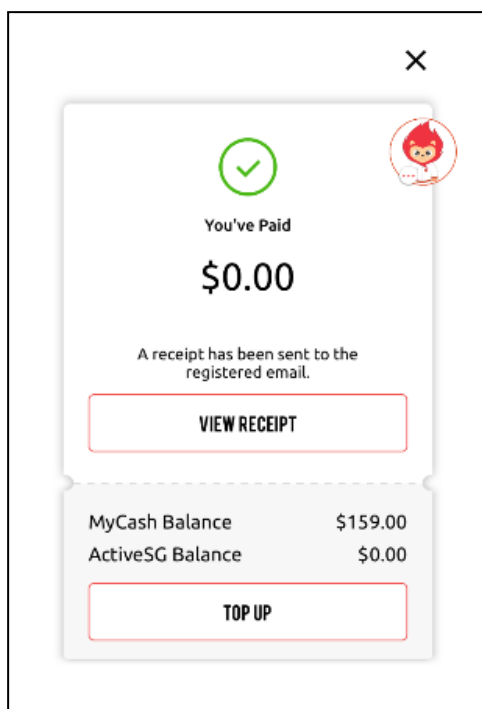 You've Paid
$0.00
A receipt has been sent to the
registered email.
VIEW RECEIPT
MyCash Balance $159.00
ActiveSG Balance $0.00
TOP UP